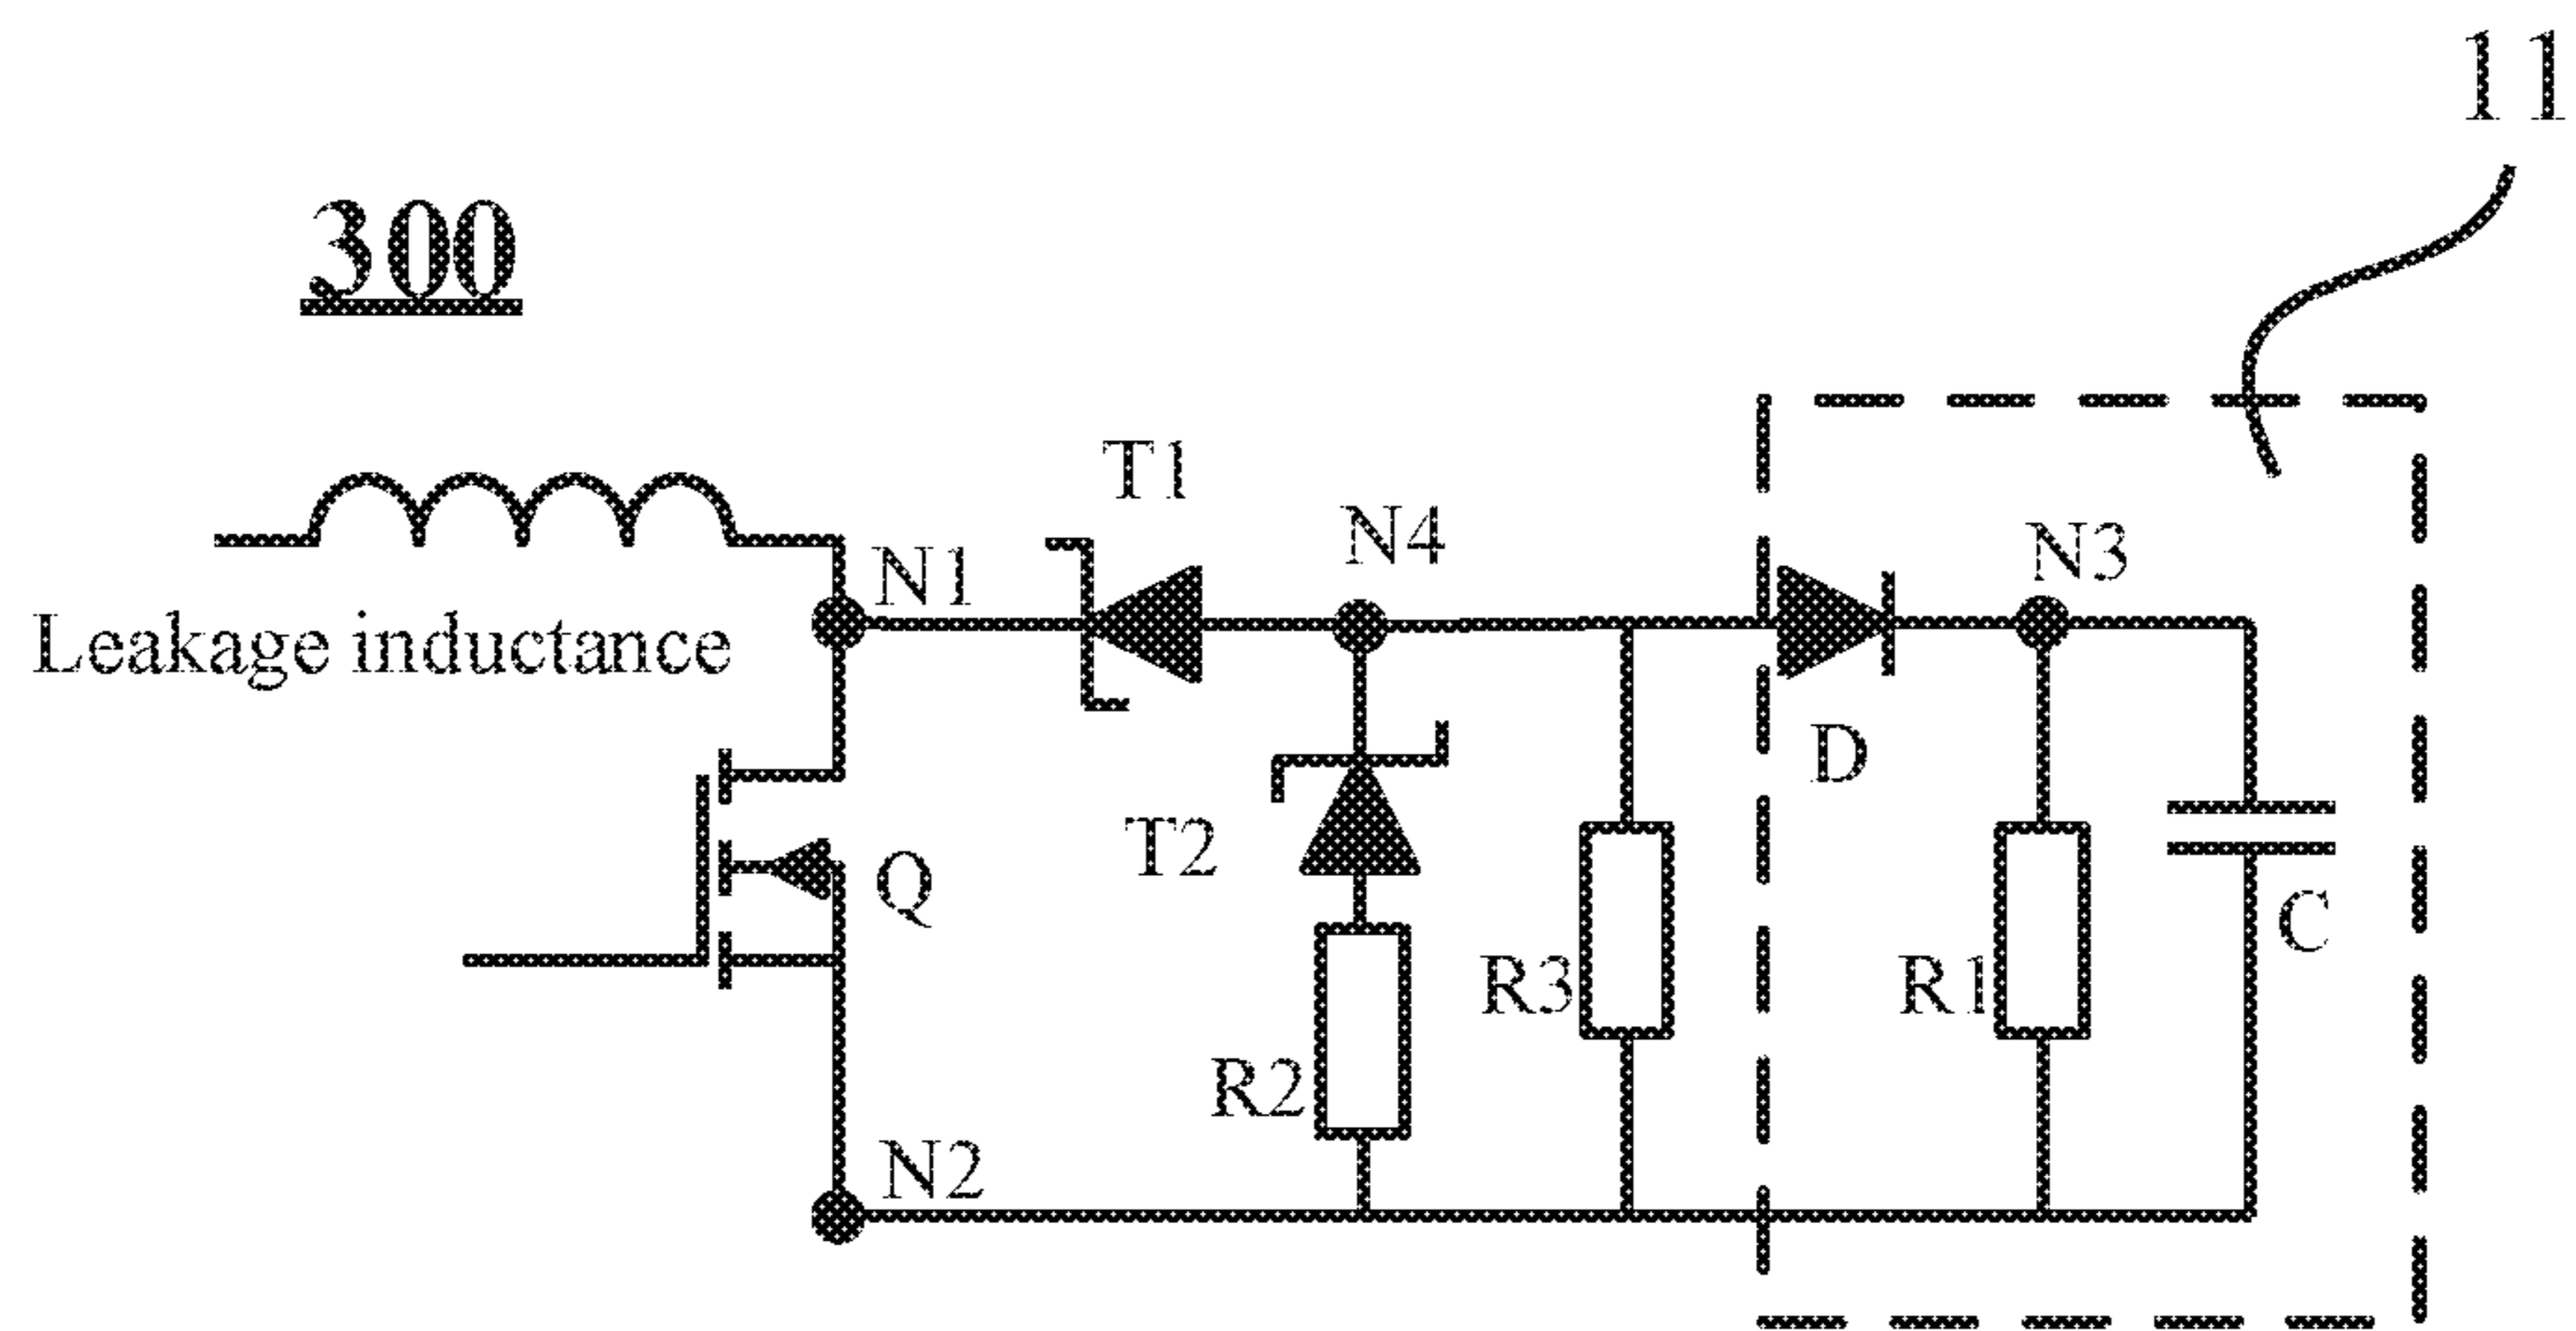 11
300
T1
N4
N3
N1
Leakage inductance
D
T2
Q
C
R3
R1
R2
N2